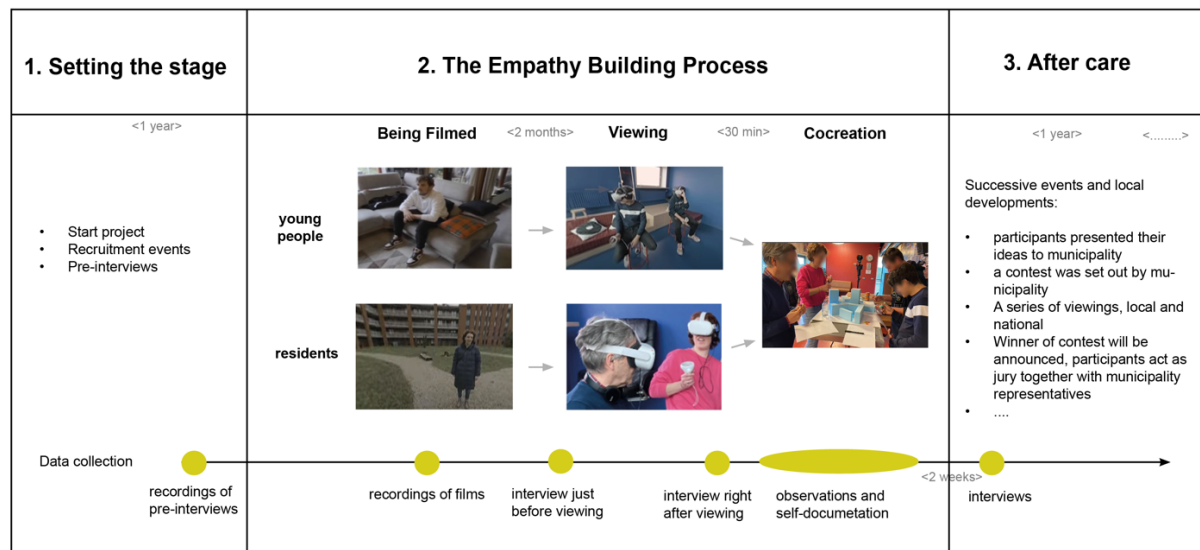 1. Setting the stage
2. The Empathy Building Process
3. After care
<1 year>
• Start project
• Recruitment events
• Pre-interviews
Being Filmed
<2 months>
Viewing
<30 min>
Cocreation
young
people
residents
<1 year>
<.........>
Successive events and local
developments:
• participants presented their
ideas to municipality
• a contest was set out by mu-
nicipality
• A series of viewings, local and
national
• Winner of contest will be
announced, participants act as
jury together with municipality
representatives
• ....
Data collection
recordings of
pre-interviews
recordings of films
interview just
before viewing
interview right
after viewing
observations and
self-documetation
<2 weeks>
interviews